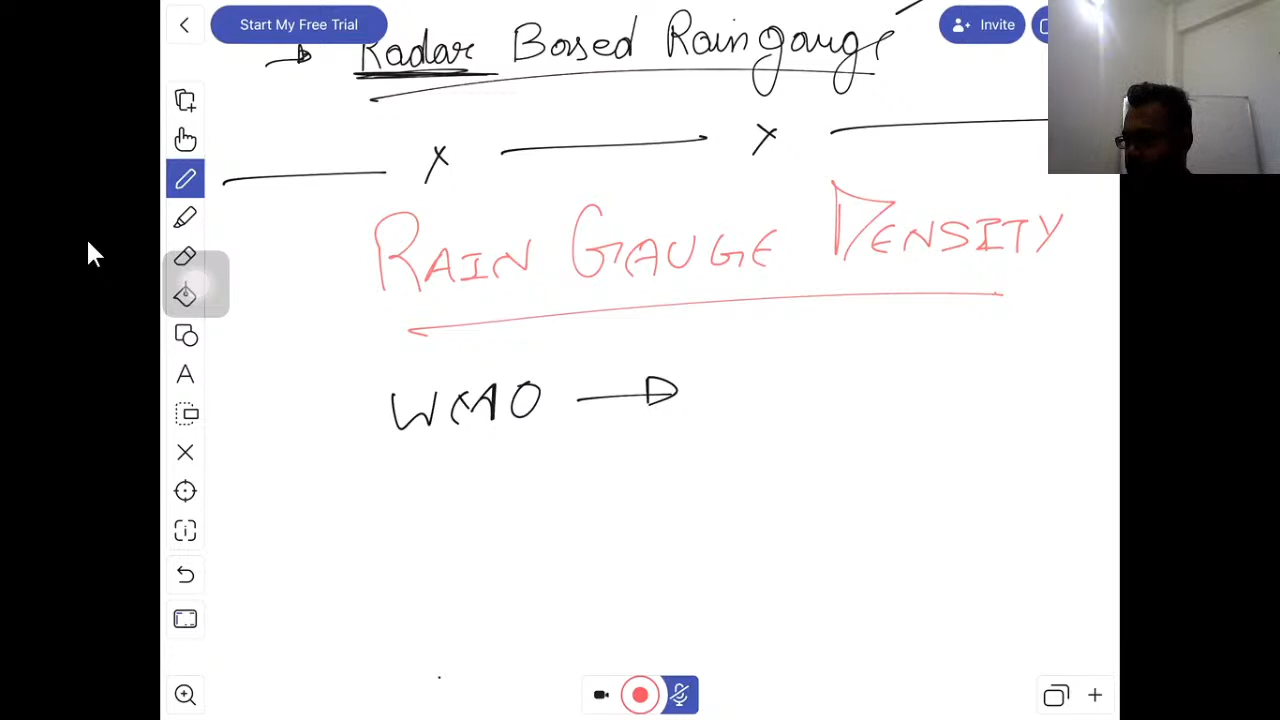 Start My Free Trial
Invite
Radar Based Raingauge
RAIN GAUGE DENSITY
WMO